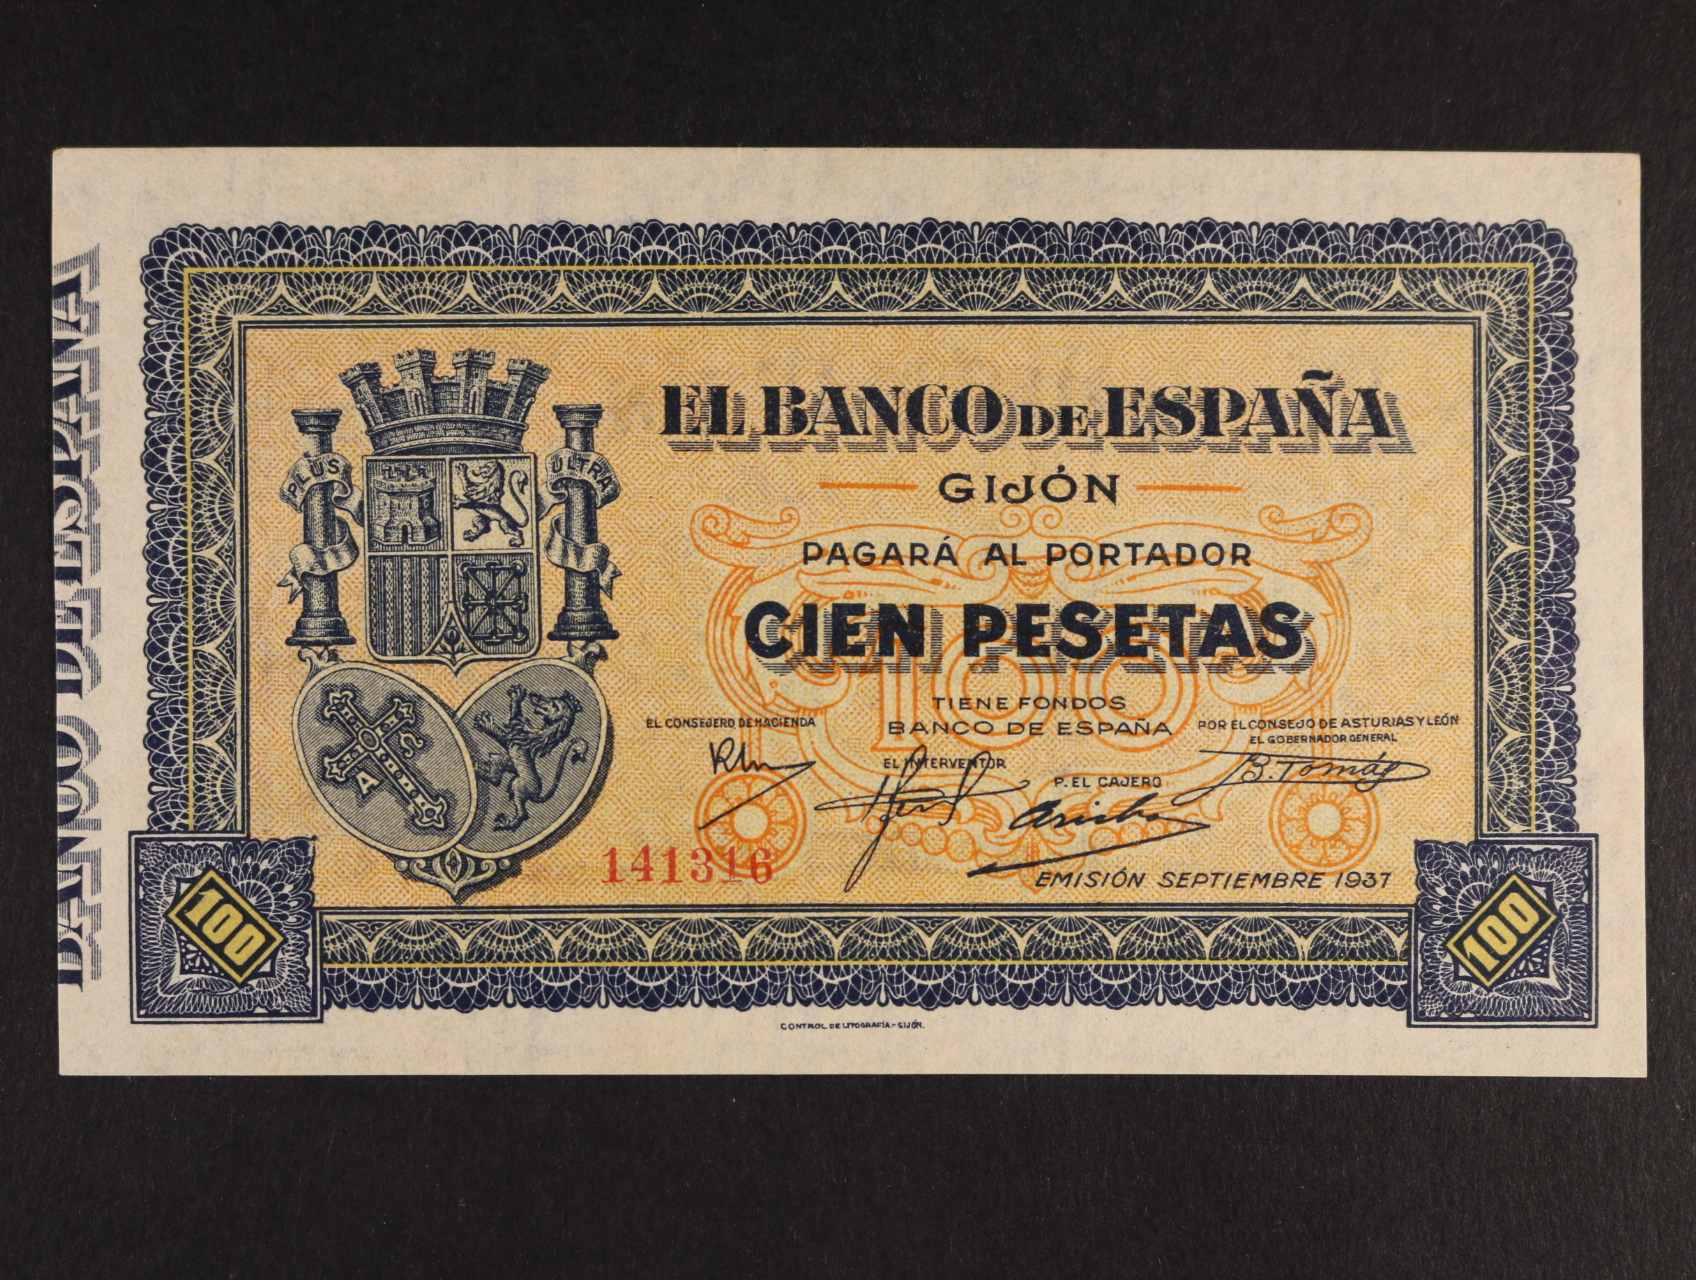 BANCO DE ESPAÑA
EL BANCO DE ESPAÑA
GIJÓN
PLUS ULTRA
PAGARÁ AL PORTADOR
CIEN PESETAS
100
TIENE FONDOS
BANCO DE ESPAÑA
EL CONSEJERO DE HACIENDA
POR EL CONSEJO DE ASTURIAS Y LEÓN
EL GOBERNADOR GENERAL
EL INTERVENTOR
P. EL CAJERO
B. Tomás
A
141316
EMISIÓN SEPTIEMBRE 1937
100
100
CONTROL DE LITOGRAFÍA.-GIJÓN.